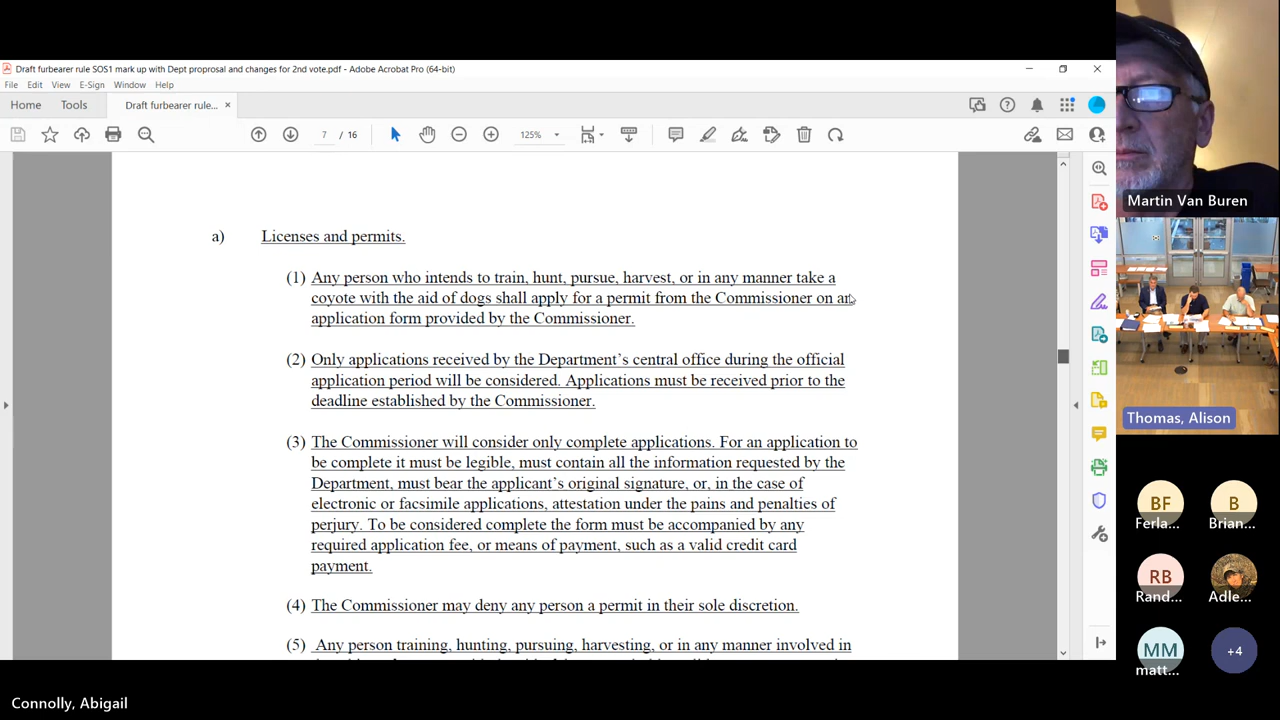 Draft furbearer rule SOS1 mark up with Dept proprosal and changes for 2nd vote.pdf - Adobe Acrobat Pro (64-bit)
File Edit View E-Sign Window Help
Home Tools Draft furbearer rule... ×
7 / 16 125%
a) Licenses and permits.
(1) Any person who intends to train, hunt, pursue, harvest, or in any manner take a
coyote with the aid of dogs shall apply for a permit from the Commissioner on an
application form provided by the Commissioner.
(2) Only applications received by the Department’s central office during the official
application period will be considered. Applications must be received prior to the
deadline established by the Commissioner.
(3) The Commissioner will consider only complete applications. For an application to
be complete it must be legible, must contain all the information requested by the
Department, must bear the applicant’s original signature, or, in the case of
electronic or facsimile applications, attestation under the pains and penalties of
perjury. To be considered complete the form must be accompanied by any
required application fee, or means of payment, such as a valid credit card
payment.
(4) The Commissioner may deny any person a permit in their sole discretion.
(5) Any person training, hunting, pursuing, harvesting, or in any manner involved in
Martin Van Buren
Thomas, Alison
BF B
Ferla... Brian...
RB
Rand... Adle...
MM +4
matt...
Connolly, Abigail